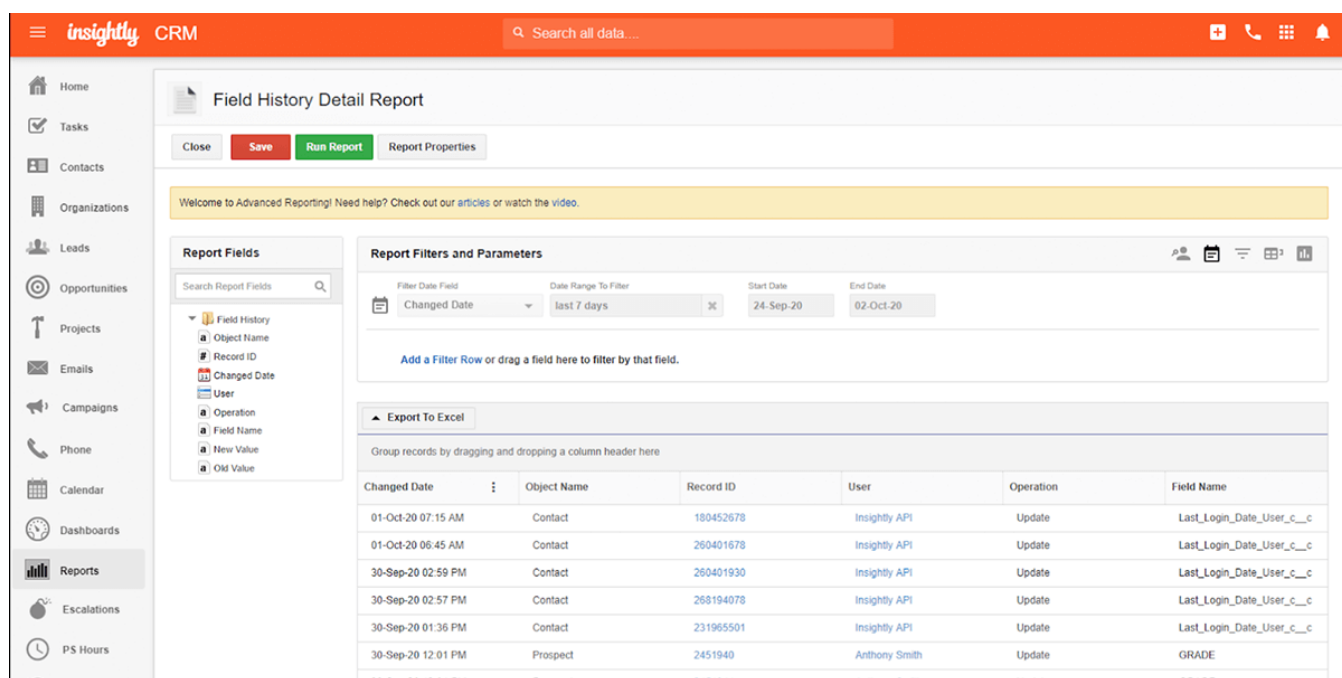 insightly CRM
Search all data....
Home
Tasks
Contacts
Organizations
Leads
Opportunities
Projects
Emails
Campaigns
Phone
Calendar
Dashboards
Reports
Escalations
PS Hours
Field History Detail Report
Close Save Run Report Report Properties
Welcome to Advanced Reporting! Need help? Check out our articles or watch the video.
Report Fields
Search Report Fields
Field History
a Object Name
# Record ID
Changed Date
User
a Operation
a Field Name
a New Value
a Old Value
Report Filters and Parameters
Filter Date Field Date Range To Filter Start Date End Date
Changed Date last 7 days 24-Sep-20 02-Oct-20
Add a Filter Row or drag a field here to filter by that field.
Export To Excel
Group records by dragging and dropping a column header here
Changed Date Object Name Record ID User Operation Field Name
01-Oct-20 07:15 AM Contact 180452678 Insightly API Update Last_Login_Date_User_c__c
01-Oct-20 06:45 AM Contact 260401678 Insightly API Update Last_Login_Date_User_c__c
30-Sep-20 02:59 PM Contact 260401930 Insightly API Update Last_Login_Date_User_c__c
30-Sep-20 02:57 PM Contact 268194078 Insightly API Update Last_Login_Date_User_c__c
30-Sep-20 01:36 PM Contact 231965501 Insightly API Update Last_Login_Date_User_c__c
30-Sep-20 12:01 PM Prospect 2451940 Anthony Smith Update GRADE